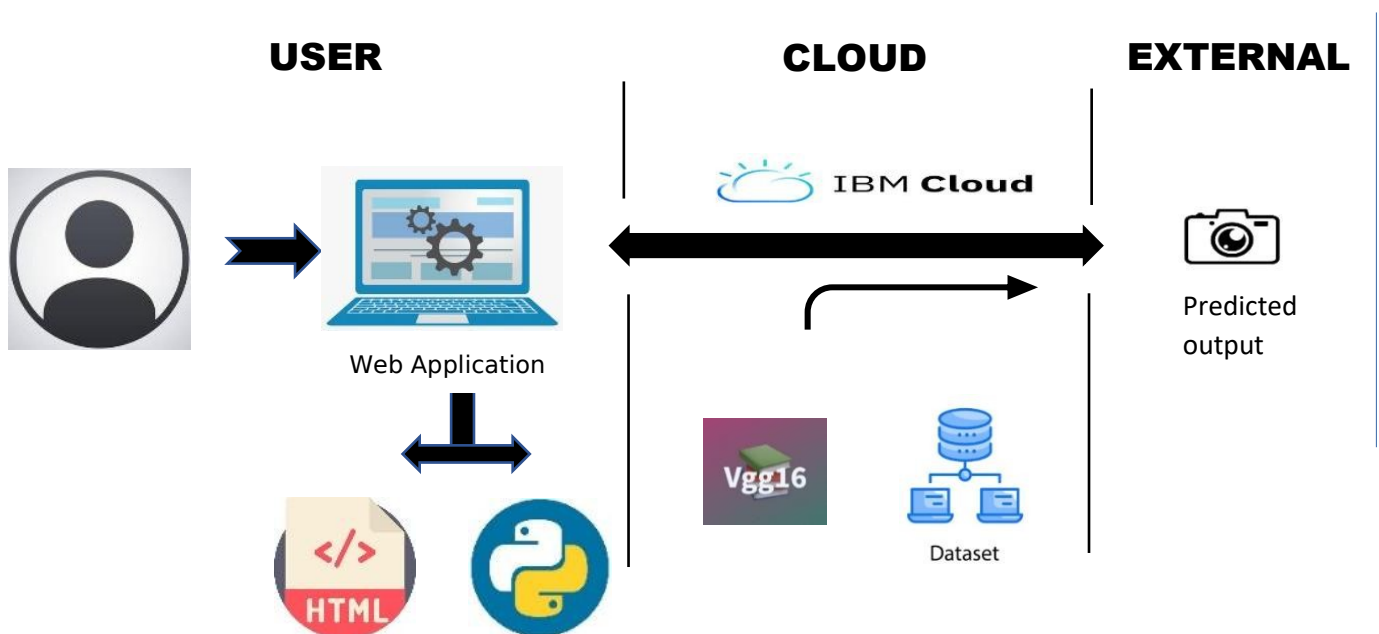 USER
CLOUD
EXTERNAL
IBM Cloud
Web Application
Predicted
output
Vgg16
Dataset
</>
HTML